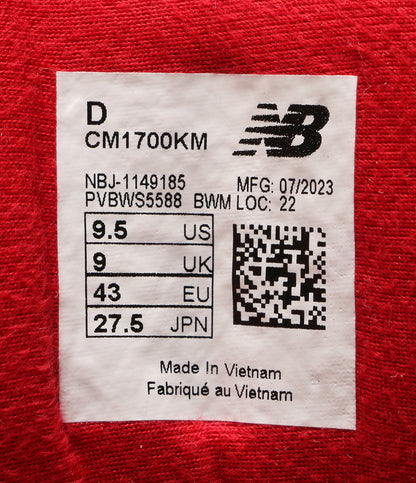 D
CM1700KM
NB
NBJ-1149185 MFG: 07/2023
PVBWS5588 BWM LOC: 22
9.5 US
9 UK
43 EU
27.5 JPN
Made In Vietnam
Fabriqué au Vietnam